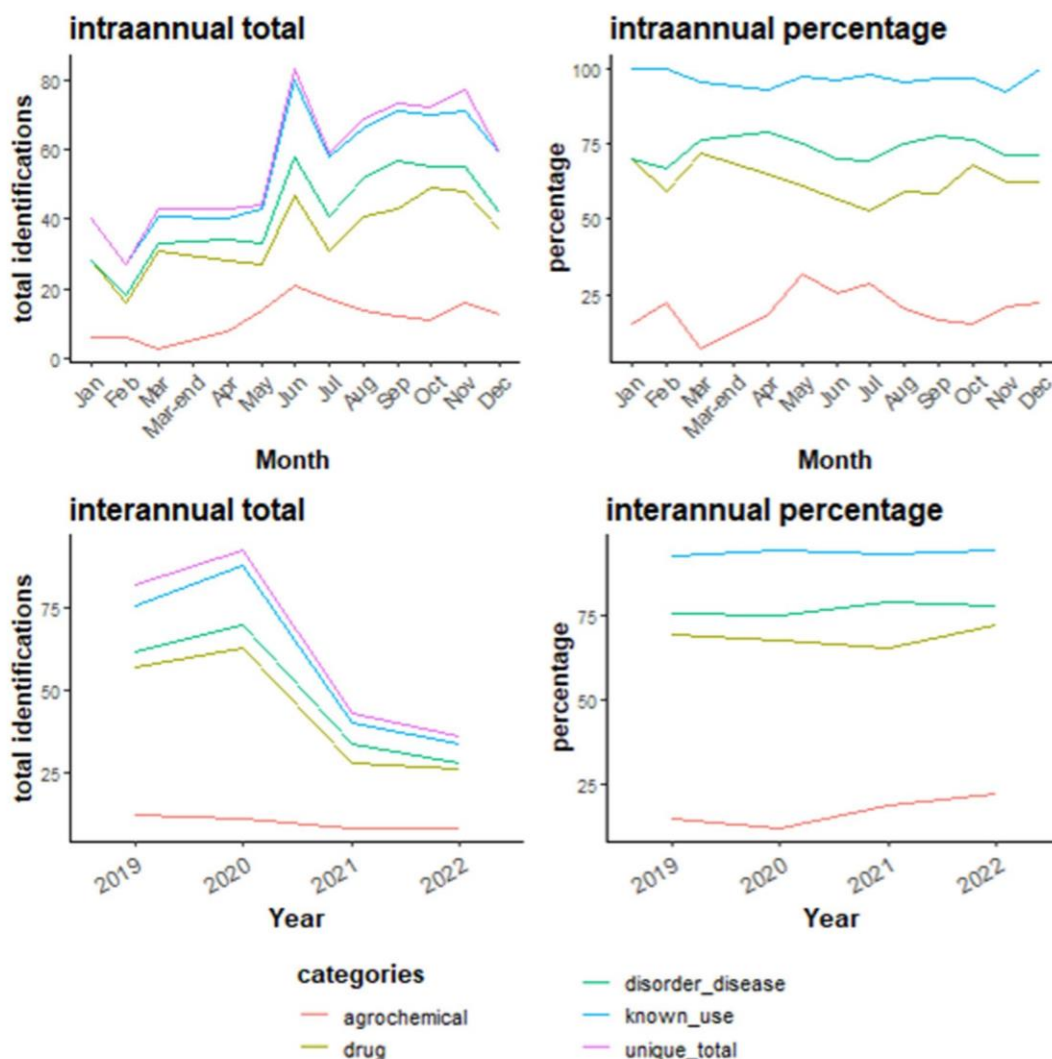 intraannual total
total identifications
80
60
40
20
0
Jan Feb Mar Mar-end Apr May Jun Jul Aug Sep Oct Nov Dec
Month
intraannual percentage
percentage
100
75
50
25
Jan Feb Mar Mar-end Apr May Jun Jul Aug Sep Oct Nov Dec
Month
interannual total
total identifications
75
50
25
2019 2020 2021 2022
Year
interannual percentage
percentage
75
50
25
2019 2020 2021 2022
Year
categories
agrochemical
drug
disorder_disease
known_use
unique_total